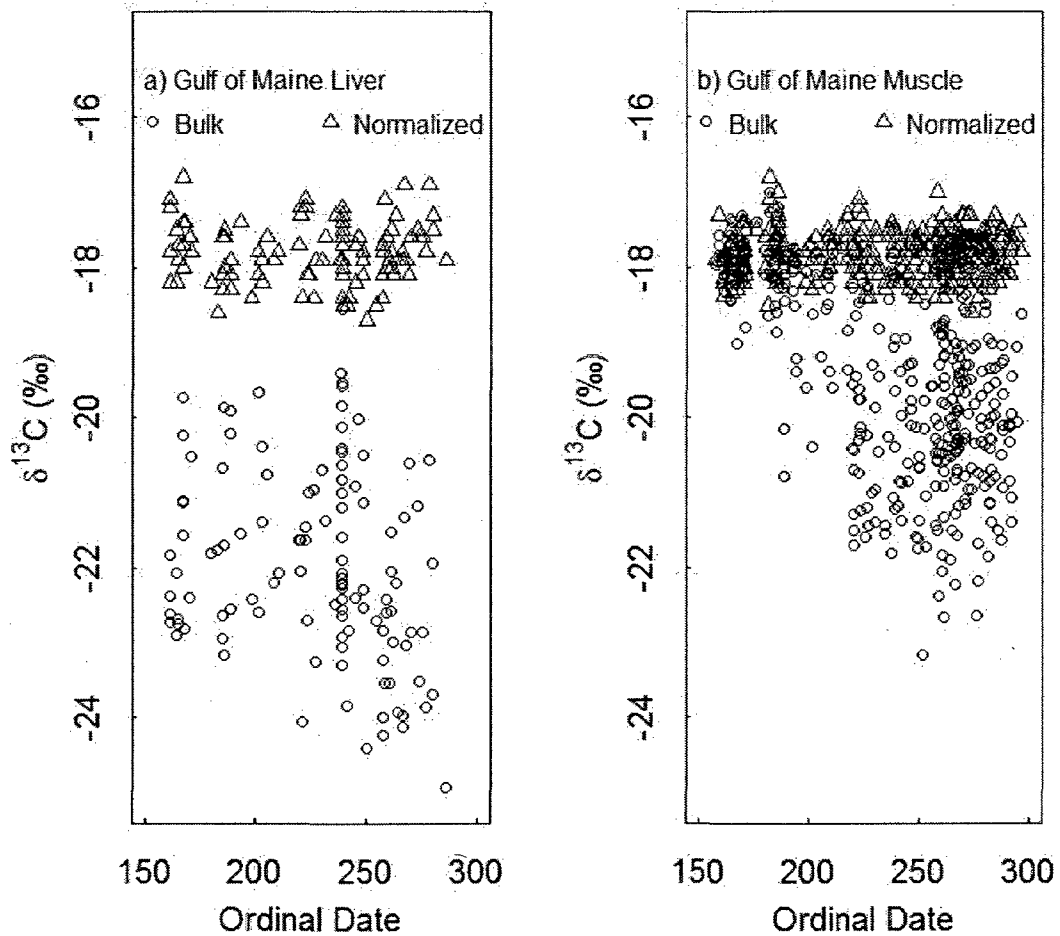 a) Gulf of Maine Liver
○ Bulk △ Normalized
-16
-18
-20
-22
-24
δ¹³C (‰)
150 200 250 300
Ordinal Date
b) Gulf of Maine Muscle
○ Bulk △ Normalized
-16
-18
-20
-22
-24
δ¹³C (‰)
150 200 250 300
Ordinal Date